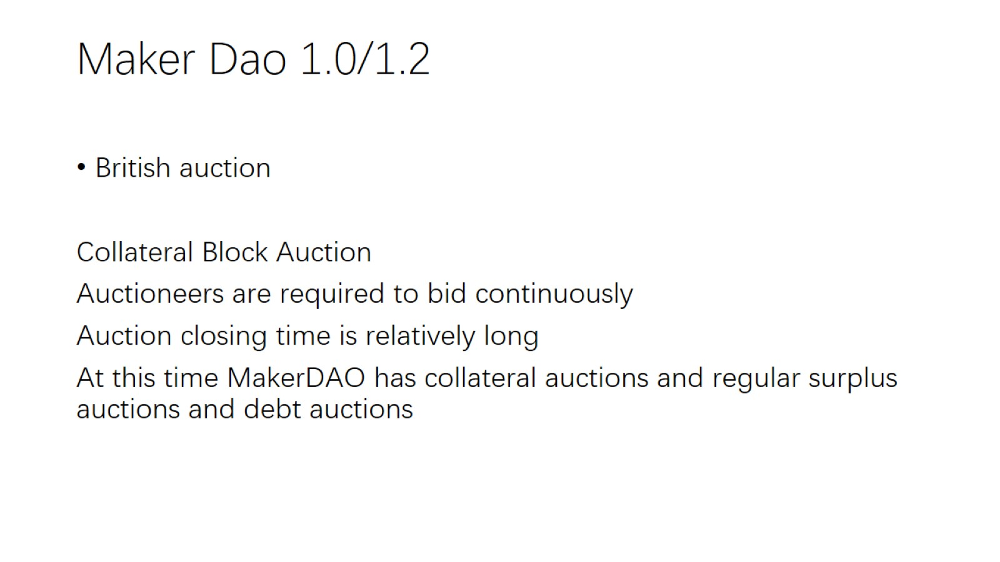 Maker Dao 1.0/1.2
• British auction
Collateral Block Auction
Auctioneers are required to bid continuously
Auction closing time is relatively long
At this time MakerDAO has collateral auctions and regular surplus
auctions and debt auctions